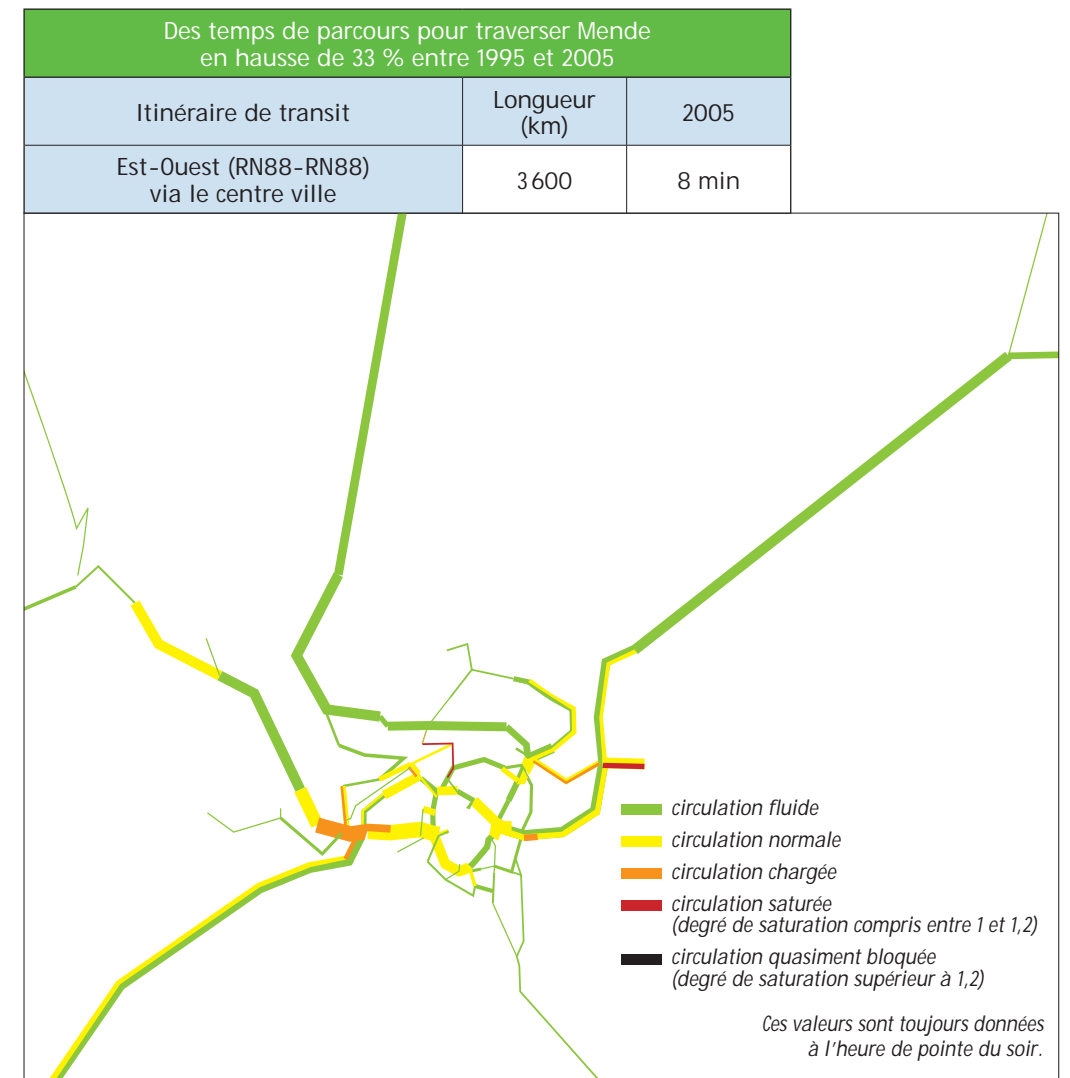 Des temps de parcours pour traverser Mende
en hausse de 33 % entre 1995 et 2005
Itinéraire de transit
Longueur
(km)
2005
Est-Ouest (RN88-RN88)
via le centre ville
3600
8 min
circulation fluide
circulation normale
circulation chargée
circulation saturée
(degré de saturation compris entre 1 et 1,2)
circulation quasiment bloquée
(degré de saturation supérieur à 1,2)
Ces valeurs sont toujours données
à l'heure de pointe du soir.